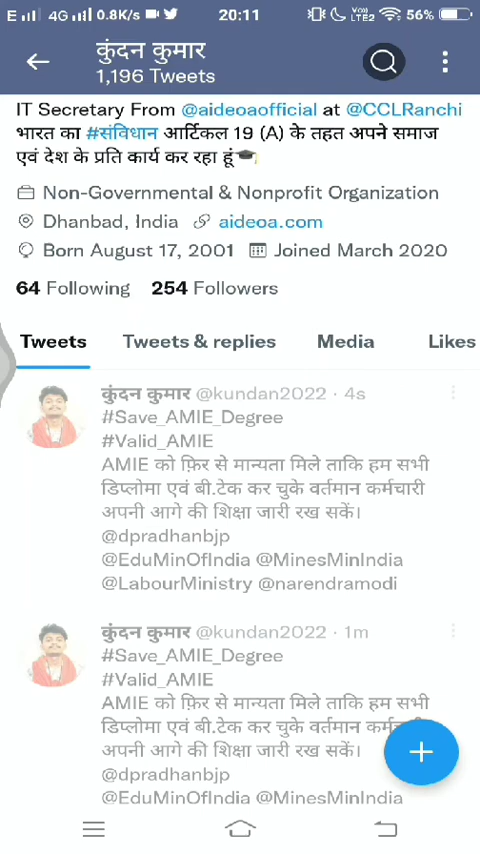 E 4G 0.8K/s 20:11 VoWi LTE2 56%
कुंदन कुमार
1,196 Tweets
IT Secretary From @aideoaofficial at @CCLRanchi
भारत का #संविधान आर्टिकल 19 (A) के तहत अपने समाज
एवं देश के प्रति कार्य कर रहा हूं
Non-Governmental & Nonprofit Organization
Dhanbad, India aideoa.com
Born August 17, 2001 Joined March 2020
64 Following 254 Followers
Tweets Tweets & replies Media Likes
कुंदन कुमार @kundan2022 · 4s
#Save_AMIE_Degree
#Valid_AMIE
AMIE को फ़िर से मान्यता मिले ताकि हम सभी
डिप्लोमा एवं बी.टेक कर चुके वर्तमान कर्मचारी
अपनी आगे की शिक्षा जारी रख सकें।
@dpradhanbjp
@EduMinOfIndia @MinesMinIndia
@LabourMinistry @narendramodi
कुंदन कुमार @kundan2022 · 1m
#Save_AMIE_Degree
#Valid_AMIE
AMIE को फ़िर से मान्यता मिले ताकि हम सभी
डिप्लोमा एवं बी.टेक कर चुके वर्तमान
अपनी आगे की शिक्षा जारी रख सकें।
@dpradhanbjp
@EduMinOfIndia @MinesMinIndia